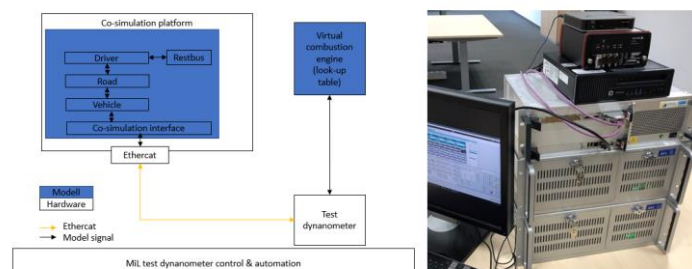 Co-simulation platform
Driver
Restbus
Road
Vehicle
Co-simulation interface
Ethercat
Virtual
combustion
engine
(look-up
table)
Modell
Hardware
Ethercat
Model signal
Test
dynanometer
MiL test dynanometer control & automation